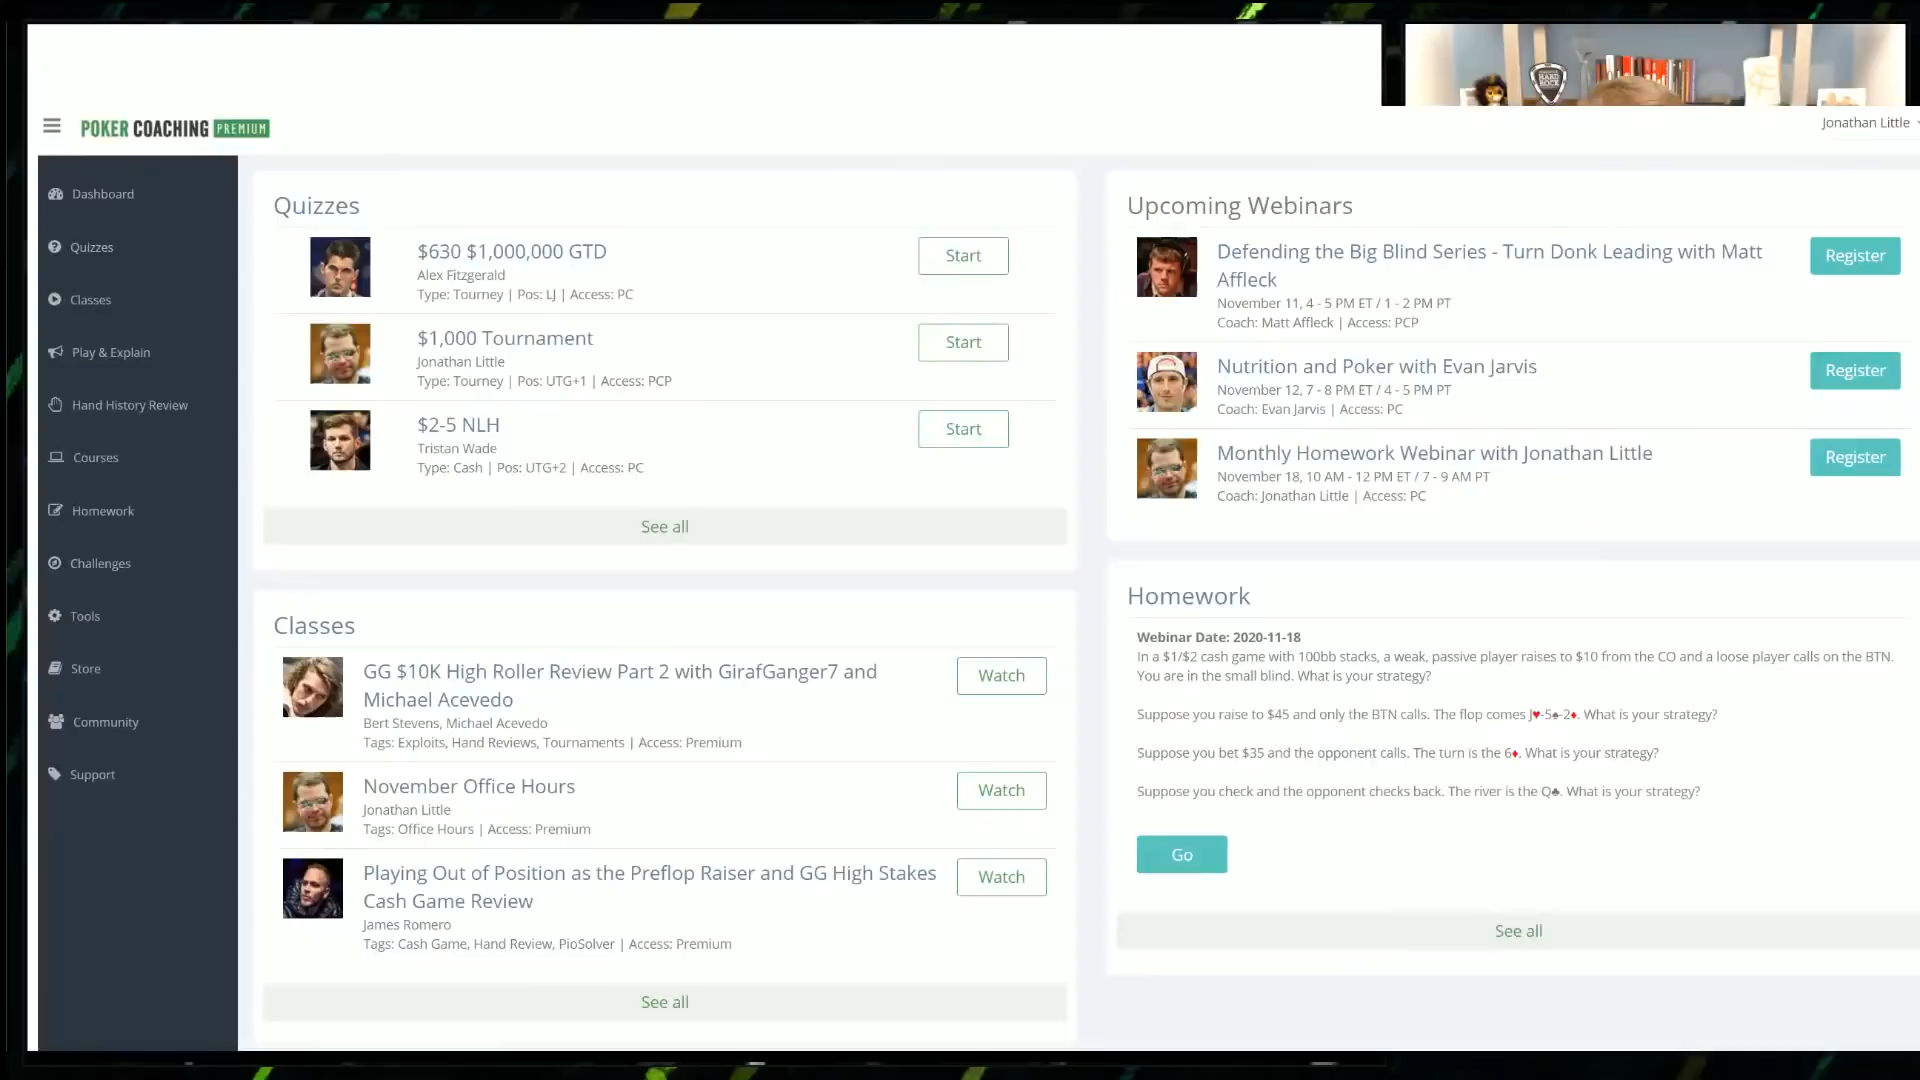 HARD ROCK
POKER COACHING PREMIUM
Jonathan Little
Dashboard
Quizzes
Classes
Play & Explain
Hand History Review
Courses
Homework
Challenges
Tools
Store
Community
Support
Quizzes
$630 $1,000,000 GTD
Alex Fitzgerald
Type: Tourney | Pos: LJ | Access: PC
Start
$1,000 Tournament
Jonathan Little
Type: Tourney | Pos: UTG+1 | Access: PCP
Start
$2-5 NLH
Tristan Wade
Type: Cash | Pos: UTG+2 | Access: PC
Start
See all
Classes
GG $10K High Roller Review Part 2 with GirafGanger7 and
Michael Acevedo
Bert Stevens, Michael Acevedo
Tags: Exploits, Hand Reviews, Tournaments | Access: Premium
Watch
November Office Hours
Jonathan Little
Tags: Office Hours | Access: Premium
Watch
Playing Out of Position as the Preflop Raiser and GG High Stakes
Cash Game Review
James Romero
Tags: Cash Game, Hand Review, PioSolver | Access: Premium
Watch
See all
Upcoming Webinars
Defending the Big Blind Series - Turn Donk Leading with Matt
Affleck
November 11, 4 - 5 PM ET / 1 - 2 PM PT
Coach: Matt Affleck | Access: PCP
Register
Nutrition and Poker with Evan Jarvis
November 12, 7 - 8 PM ET / 4 - 5 PM PT
Coach: Evan Jarvis | Access: PC
Register
Monthly Homework Webinar with Jonathan Little
November 18, 10 AM - 12 PM ET / 7 - 9 AM PT
Coach: Jonathan Little | Access: PC
Register
Homework
Webinar Date: 2020-11-18
In a $1/$2 cash game with 100bb stacks, a weak, passive player raises to $10 from the CO and a loose player calls on the BTN.
You are in the small blind. What is your strategy?
Suppose you raise to $45 and only the BTN calls. The flop comes J♥-5♠-2♦. What is your strategy?
Suppose you bet $35 and the opponent calls. The turn is the 6♦. What is your strategy?
Suppose you check and the opponent checks back. The river is the Q♣. What is your strategy?
Go
See all